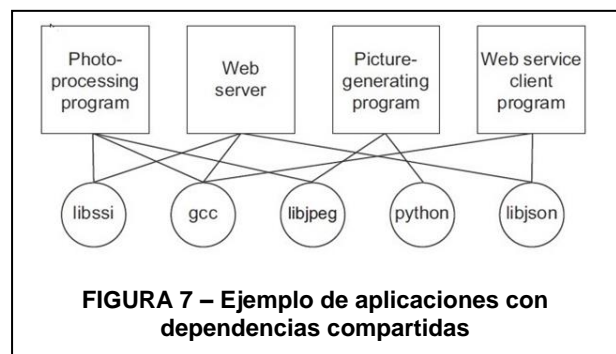 Photo-
processing
program
Web
server
Picture-
generating
program
Web service
client
program
libssi
gcc
libjpeg
python
libjson
FIGURA 7 – Ejemplo de aplicaciones con
dependencias compartidas